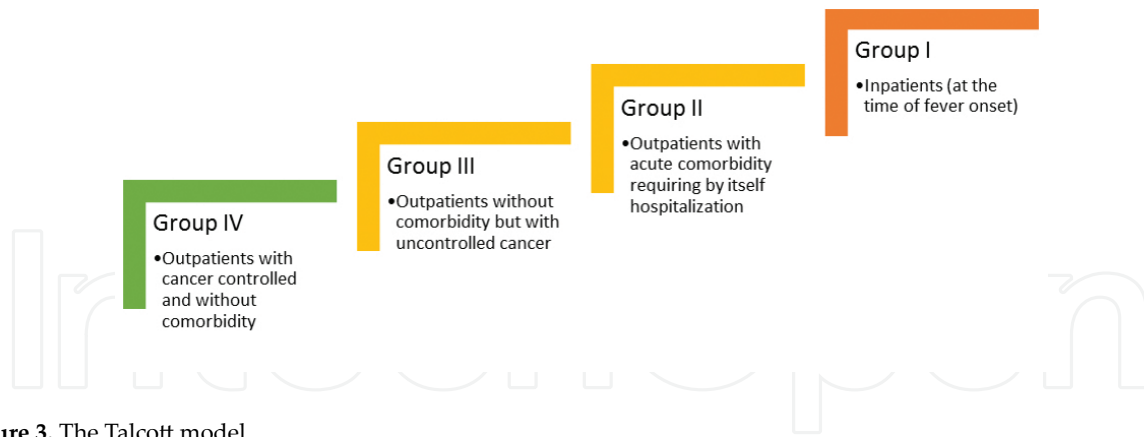 Group I
•Inpatients (at the
time of fever onset)
Group II
•Outpatients with
acute comorbidity
requiring by itself
hospitalization
Group III
•Outpatients without
comorbidity but with
uncontrolled cancer
Group IV
•Outpatients with
cancer controlled
and without
comorbidity
IntechOpen
ure 3. The Talcott model